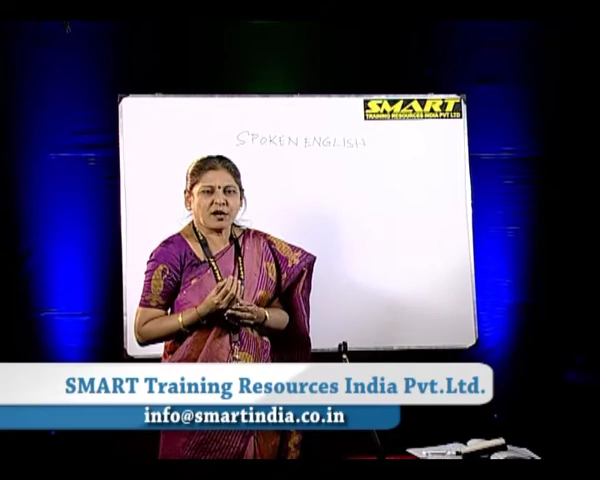 SMART
TRAINING RESOURCES INDIA PVT LTD
SPOKEN ENGLISH
SMART Training Resources India Pvt.Ltd.
info@smartindia.co.in